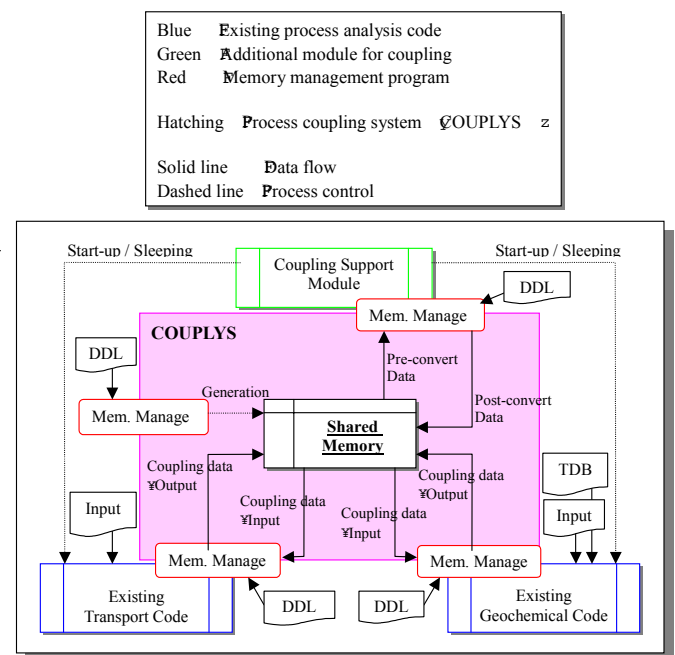 Blue Existing process analysis code
Green Additional module for coupling
Red Memory management program
Hatching Process coupling system COUPLYS z
Solid line Data flow
Dashed line Process control
Start-up / Sleeping
Start-up / Sleeping
Coupling Support
Module
DDL
Mem. Manage
COUPLYS
DDL
Pre-convert
Data
Post-convert
Data
Generation
Mem. Manage
Shared
Memory
Coupling data
¥Output
Coupling data
¥Input
Coupling data
¥Input
Coupling data
¥Output
TDB
Input
Input
Mem. Manage
Mem. Manage
Existing
Transport Code
DDL
DDL
Existing
Geochemical Code